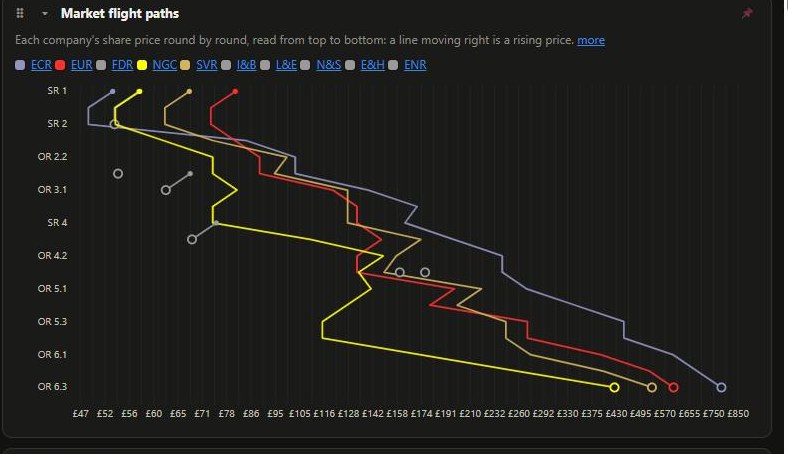 Market flight paths
Each company's share price round by round, read from top to bottom: a line moving right is a rising price. more
ECR EUR FDR NGC SVR I&B L&E N&S E&H ENR
SR 1
SR 2
OR 2.2
OR 3.1
SR 4
OR 4.2
OR 5.1
OR 5.3
OR 6.1
OR 6.3
£47 £52 £56 £60 £65 £71 £78 £86 £95 £105 £116 £128 £142 £158 £174 £191 £210 £232 £260 £292 £330 £375 £430 £495 £570 £655 £750 £850